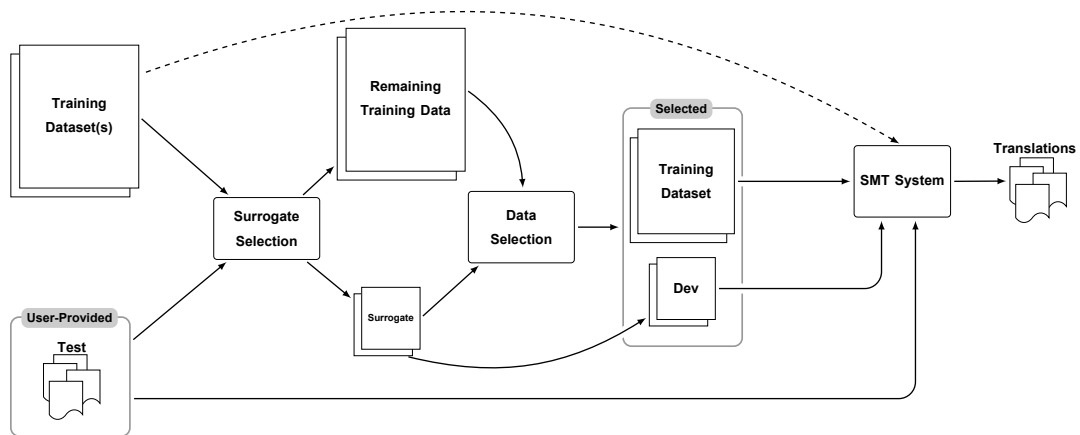 Training
Dataset(s)
Remaining
Training Data
Selected
Training
Dataset
Translations
SMT System
Surrogate
Selection
Data
Selection
Dev
User-Provided
Test
Surrogate